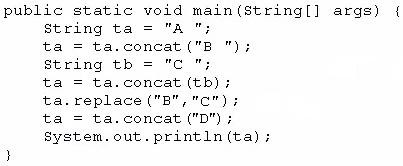 public static void main(String[] args) {
    String ta = "A ";
    ta = ta.concat("B ");
    String tb = "C ";
    ta = ta.concat(tb);
    ta.replace("B","C");
    ta = ta.concat("D");
    System.out.println(ta);
}